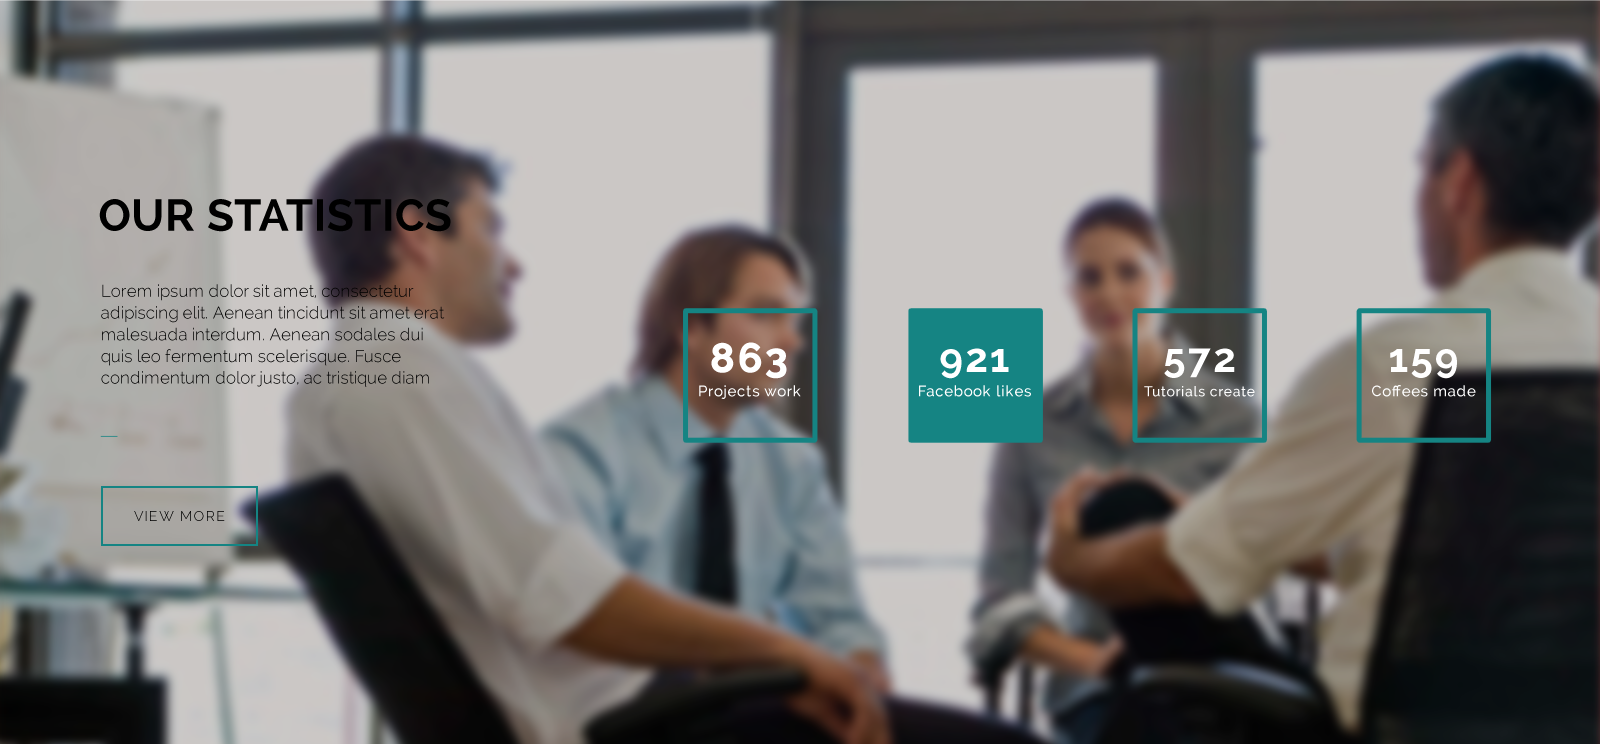 OUR STATISTICS
Lorem ipsum dolor sit amet, consectetur
adipiscing elit. Aenean tincidunt sit amet erat
malesuada interdum. Aenean sodales dui
quis leo fermentum scelerisque. Fusce
condimentum dolor justo, ac tristique diam
VIEW MORE
863
Projects work
921
Facebook likes
572
Tutorials create
159
Coffees made